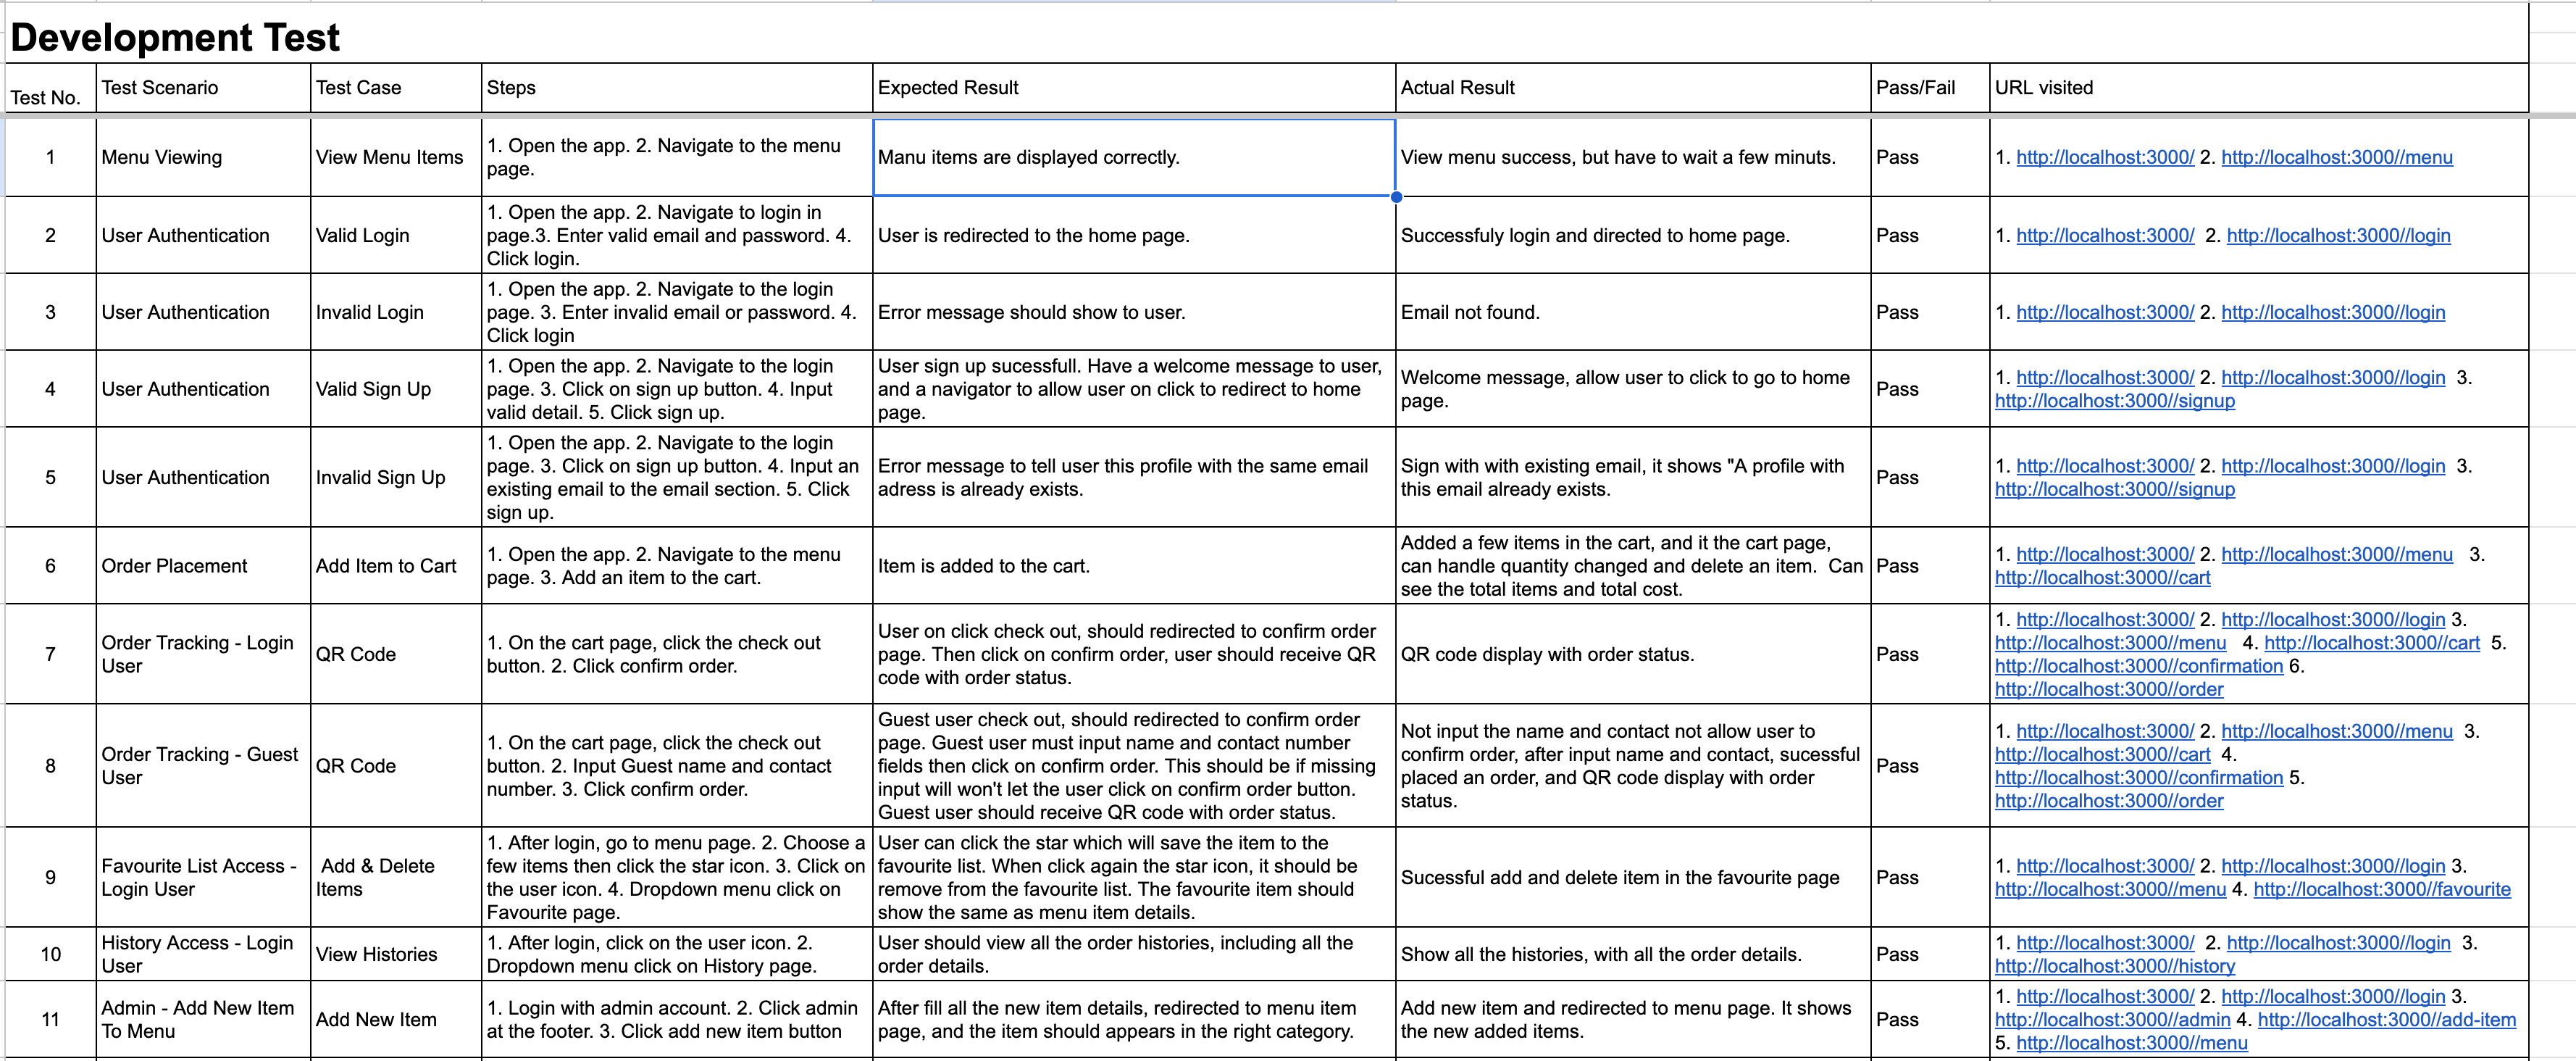 Development Test
Test No.
Test Scenario
Test Case
Steps
Expected Result
Actual Result
Pass/Fail
URL visited
1
Menu Viewing
View Menu Items
1. Open the app. 2. Navigate to the menu
page.
Manu items are displayed correctly.
View menu success, but have to wait a few minuts.
Pass
1. http://localhost:3000/ 2. http://localhost:3000//menu
2
User Authentication
Valid Login
1. Open the app. 2. Navigate to login in
page.3. Enter valid email and password. 4.
Click login.
User is redirected to the home page.
Successfuly login and directed to home page.
Pass
1. http://localhost:3000/ 2. http://localhost:3000//login
3
User Authentication
Invalid Login
1. Open the app. 2. Navigate to the login
page. 3. Enter invalid email or password. 4.
Click login
Error message should show to user.
Email not found.
Pass
1. http://localhost:3000/ 2. http://localhost:3000//login
4
User Authentication
Valid Sign Up
1. Open the app. 2. Navigate to the login
page. 3. Click on sign up button. 4. Input
valid detail. 5. Click sign up.
User sign up sucessfull. Have a welcome message to user,
and a navigator to allow user on click to redirect to home
page.
Welcome message, allow user to click to go to home
page.
Pass
1. http://localhost:3000/ 2. http://localhost:3000//login 3.
http://localhost:3000//signup
5
User Authentication
Invalid Sign Up
1. Open the app. 2. Navigate to the login
page. 3. Click on sign up button. 4. Input an
existing email to the email section. 5. Click
sign up.
Error message to tell user this profile with the same email
adress is already exists.
Sign with with existing email, it shows "A profile with
this email already exists.
Pass
1. http://localhost:3000/ 2. http://localhost:3000//login 3.
http://localhost:3000//signup
6
Order Placement
Add Item to Cart
1. Open the app. 2. Navigate to the menu
page. 3. Add an item to the cart.
Item is added to the cart.
Added a few items in the cart, and it the cart page,
can handle quantity changed and delete an item. Can
see the total items and total cost.
Pass
1. http://localhost:3000/ 2. http://localhost:3000//menu 3.
http://localhost:3000//cart
7
Order Tracking - Login
User
QR Code
1. On the cart page, click the check out
button. 2. Click confirm order.
User on click check out, should redirected to confirm order
page. Then click on confirm order, user should receive QR
code with order status.
QR code display with order status.
Pass
1. http://localhost:3000/ 2. http://localhost:3000//login 3.
http://localhost:3000//menu 4. http://localhost:3000//cart 5.
http://localhost:3000//confirmation 6.
http://localhost:3000//order
8
Order Tracking - Guest
User
QR Code
1. On the cart page, click the check out
button. 2. Input Guest name and contact
number. 3. Click confirm order.
Guest user check out, should redirected to confirm order
page. Guest user must input name and contact number
fields then click on confirm order. This should be if missing
input will won't let the user click on confirm order button.
Guest user should receive QR code with order status.
Not input the name and contact not allow user to
confirm order, after input name and contact, sucessful
placed an order, and QR code display with order
status.
Pass
1. http://localhost:3000/ 2. http://localhost:3000//menu 3.
http://localhost:3000//cart 4.
http://localhost:3000//confirmation 5.
http://localhost:3000//order
9
Favourite List Access -
Login User
Add & Delete
Items
1. After login, go to menu page. 2. Choose a
few items then click the star icon. 3. Click on
the user icon. 4. Dropdown menu click on
Favourite page.
User can click the star which will save the item to the
favourite list. When click again the star icon, it should be
remove from the favourite list. The favourite item should
show the same as menu item details.
Sucessful add and delete item in the favourite page
Pass
1. http://localhost:3000/ 2. http://localhost:3000//login 3.
http://localhost:3000//menu 4. http://localhost:3000//favourite
10
History Access - Login
User
View Histories
1. After login, click on the user icon. 2.
Dropdown menu click on History page.
User should view all the order histories, including all the
order details.
Show all the histories, with all the order details.
Pass
1. http://localhost:3000/ 2. http://localhost:3000//login 3.
http://localhost:3000//history
11
Admin - Add New Item
To Menu
Add New Item
1. Login with admin account. 2. Click admin
at the footer. 3. Click add new item button
After fill all the new item details, redirected to menu item
page, and the item should appears in the right category.
Add new item and redirected to menu page. It shows
the new added items.
Pass
1. http://localhost:3000/ 2. http://localhost:3000//login 3.
http://localhost:3000//admin 4. http://localhost:3000//add-item
5. http://localhost:3000//menu